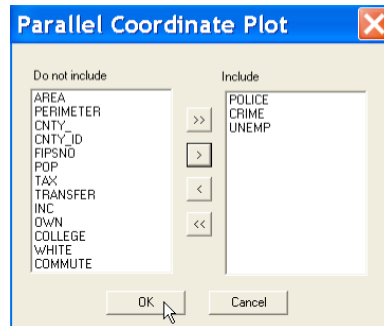 Parallel Coordinate Plot
Do not include
Include
AREA
PERIMETER
CNTY_
CNTY_ID
FIPSNO
POP
TAX
TRANSFER
INC
OWN
COLLEGE
WHITE
COMMUTE
>>
>
<
<<
POLICE
CRIME
UNEMP
OK
Cancel